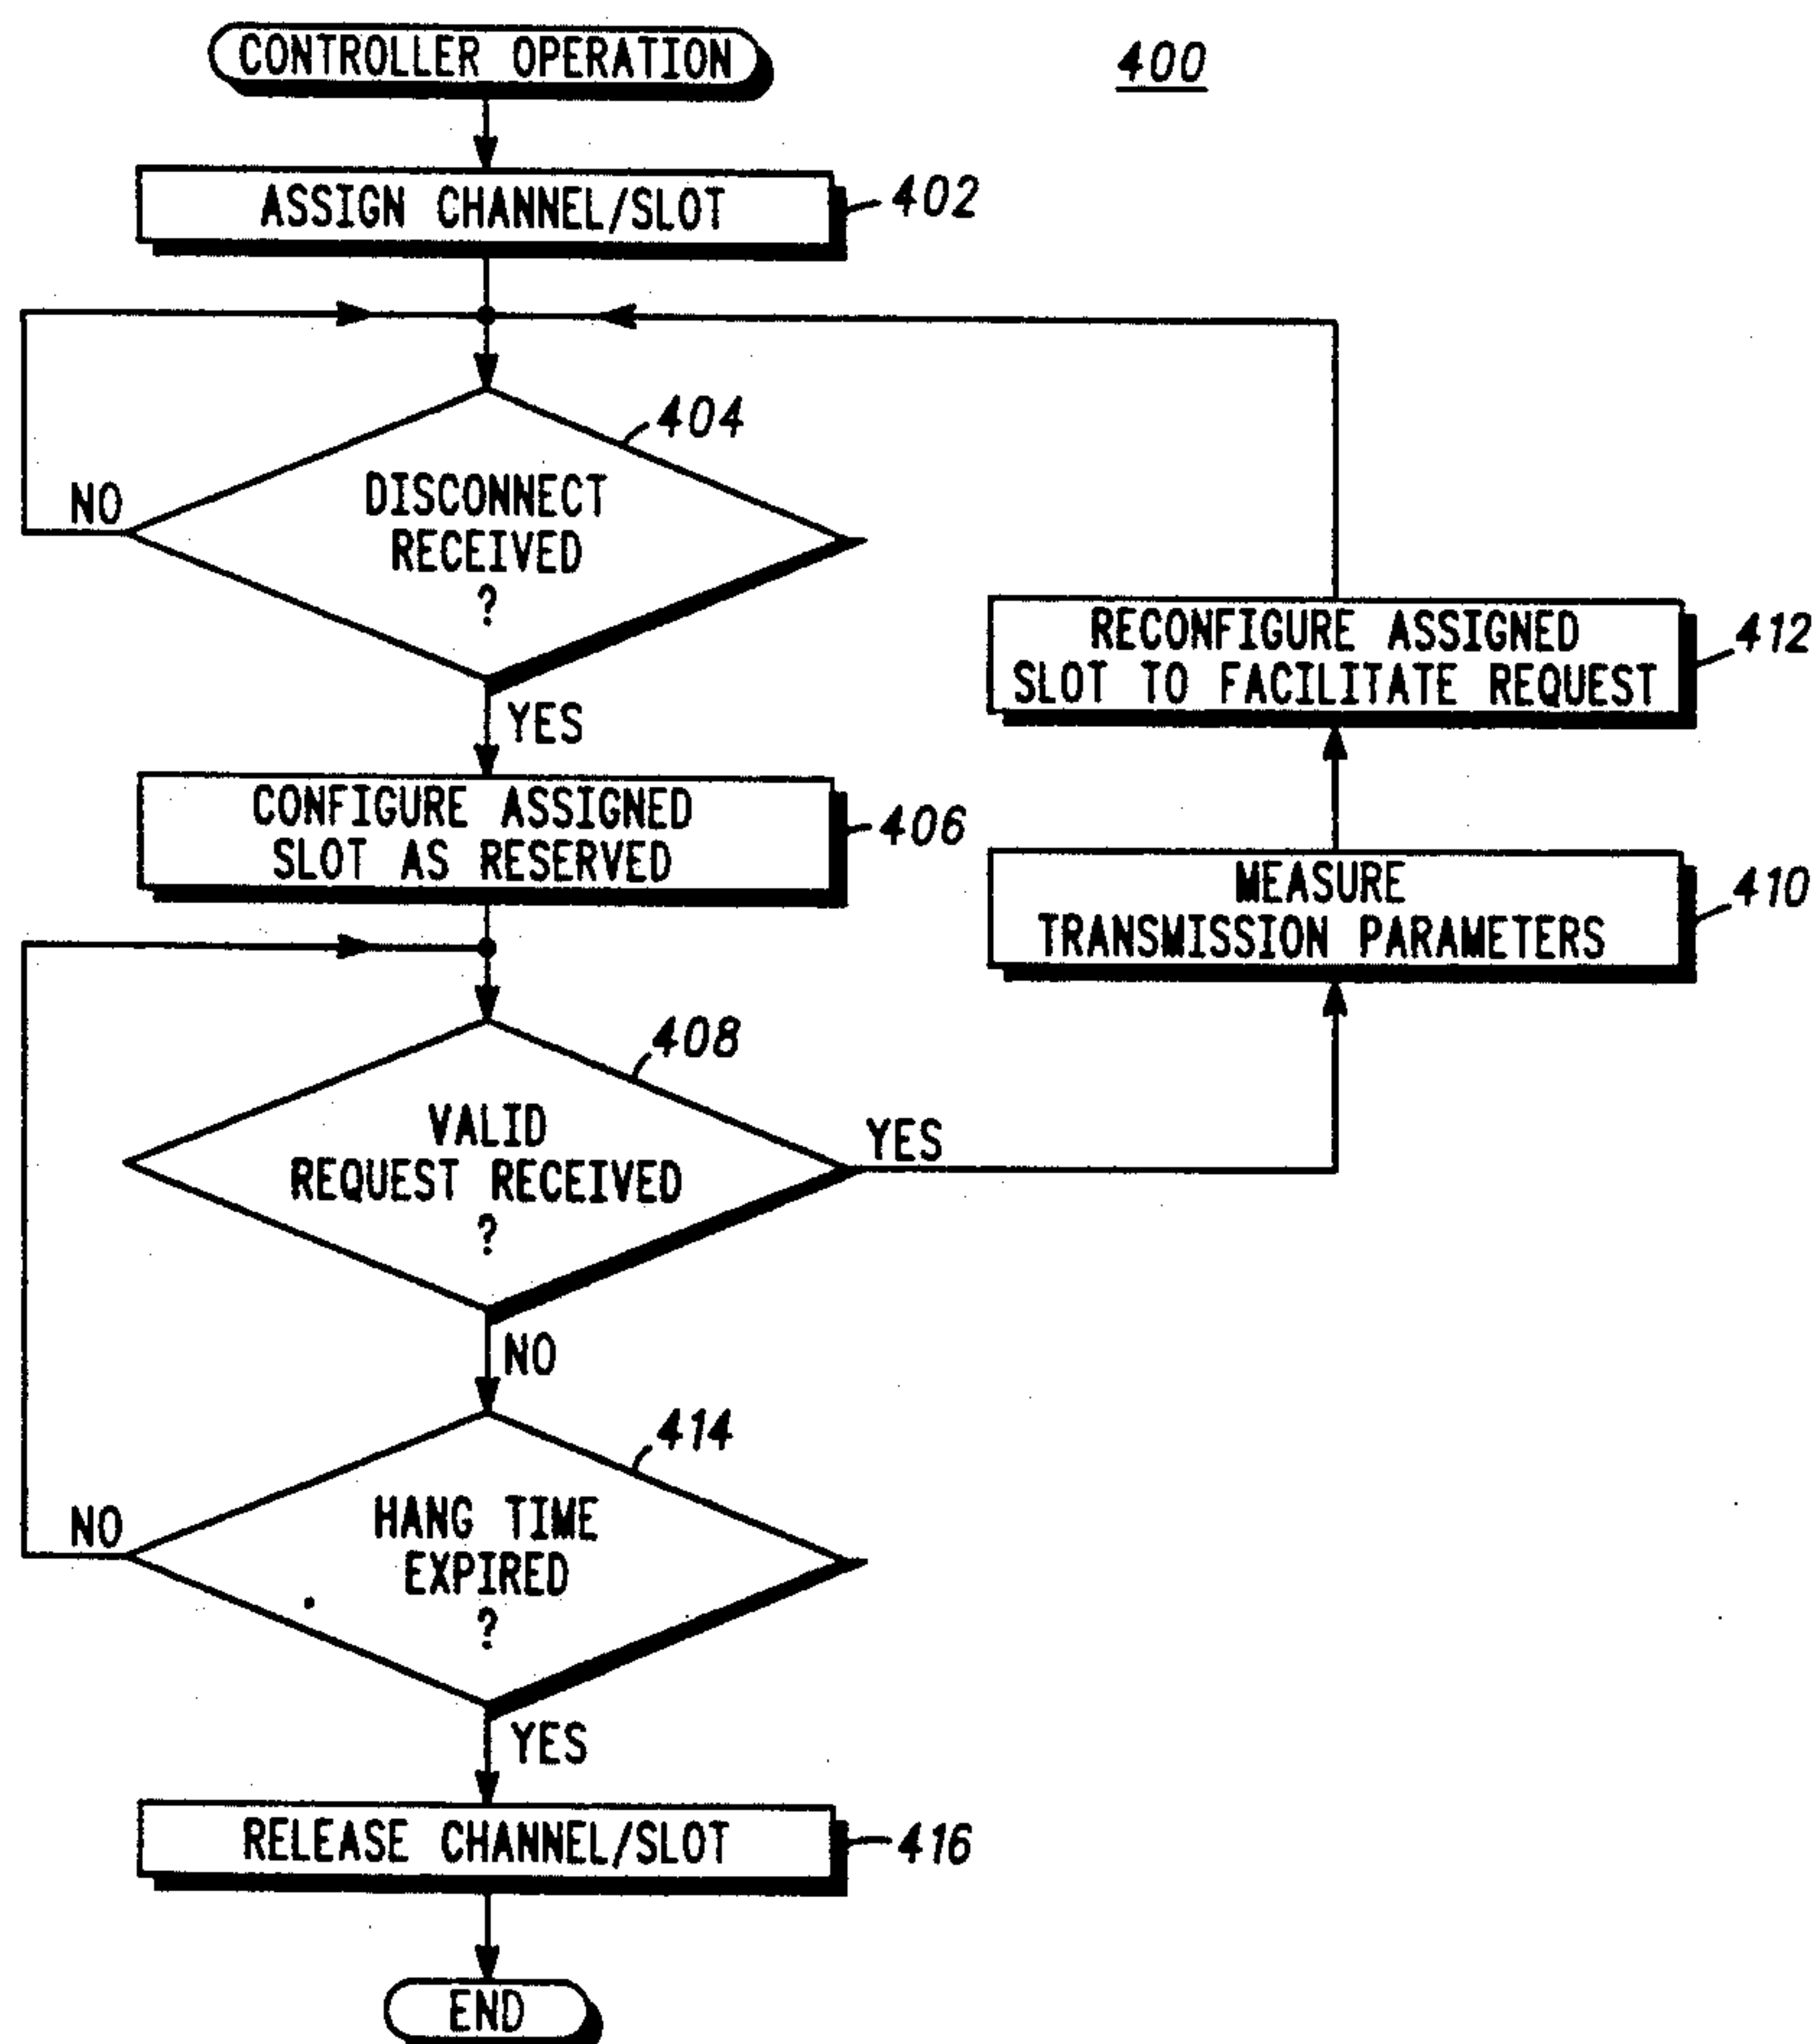 CONTROLLER OPERATION
400
ASSIGN CHANNEL/SLOT
402
404
DISCONNECT
RECEIVED
?
NO
YES
CONFIGURE ASSIGNED
SLOT AS RESERVED
406
408
VALID
REQUEST RECEIVED
?
YES
NO
MEASURE
TRANSMISSION PARAMETERS
410
RECONFIGURE ASSIGNED
SLOT TO FACILITATE REQUEST
412
414
HANG TIME
EXPIRED
?
NO
YES
RELEASE CHANNEL/SLOT
416
END